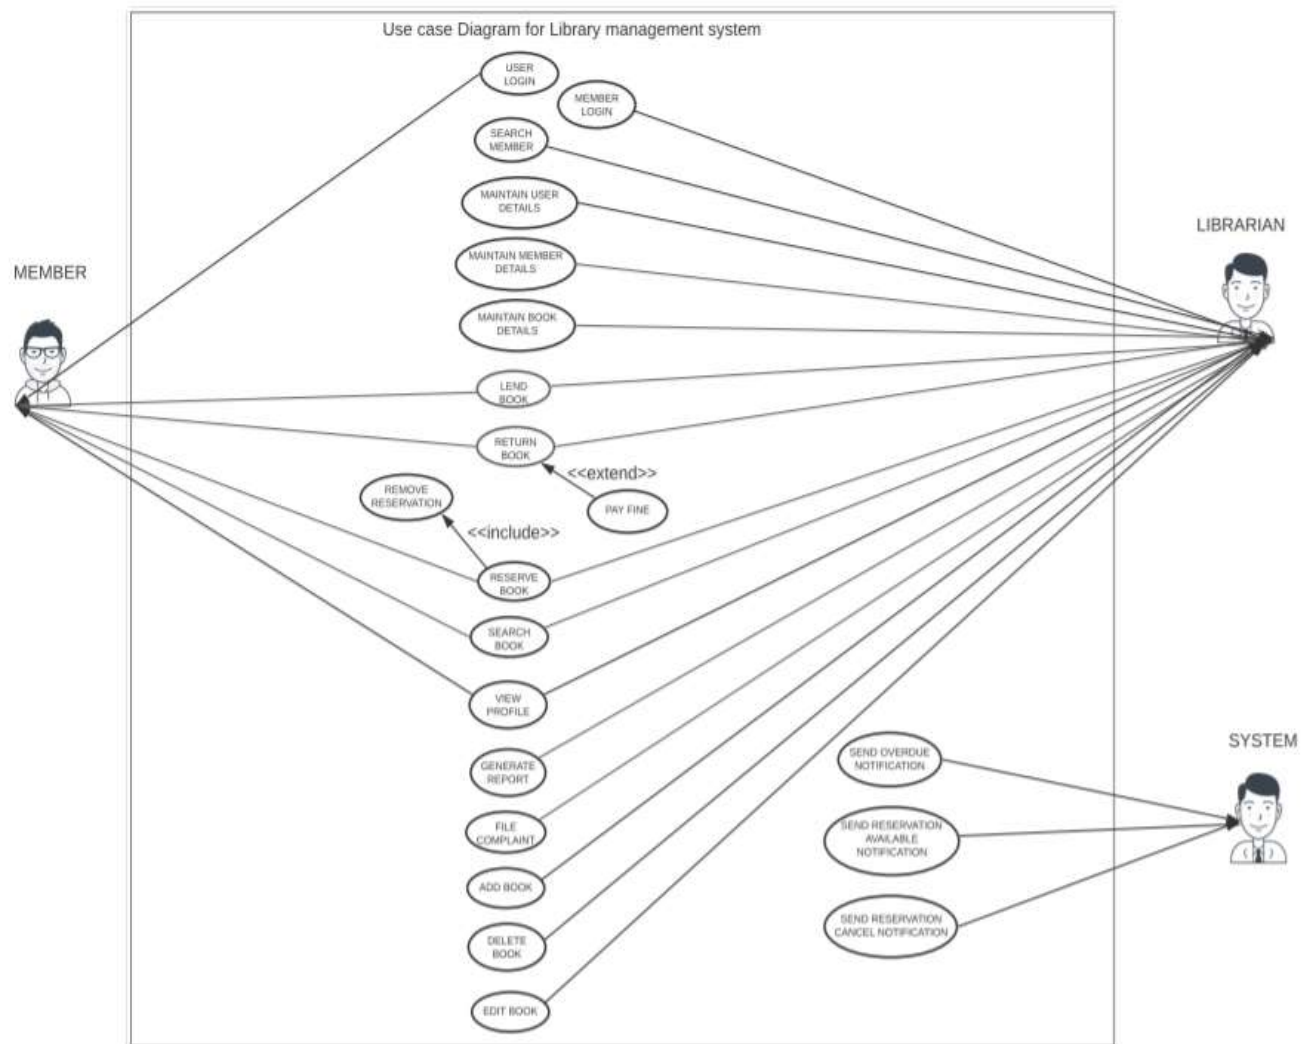 Use case Diagram for Library management system
USER
LOGIN
MEMBER
LOGIN
SEARCH
MEMBER
MAINTAIN USER
DETAILS
LIBRARIAN
MAINTAIN MEMBER
DETAILS
MEMBER
MAINTAIN BOOK
DETAILS
LEND
BOOK
RETURN
BOOK
<<extend>>
REMOVE
RESERVATION
PAY FINE
<<include>>
RESERVE
BOOK
SEARCH
BOOK
VIEW
PROFILE
GENERATE
REPORT
FILE
COMPLAINT
ADD BOOK
DELETE
BOOK
EDIT BOOK
SYSTEM
SEND OVERDUE
NOTIFICATION
SEND RESERVATION
AVAILABLE
NOTIFICATION
SEND RESERVATION
CANCEL NOTIFICATION